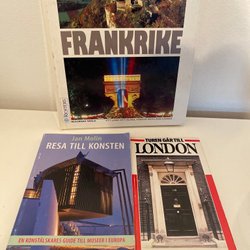 FRANKRIKE
Jan Molin
RESA TILL KONSTEN
EN KONSTÄLSKARES GUIDE TILL MUSEER I EUROPA
TUREN GÅR TILL
LONDON